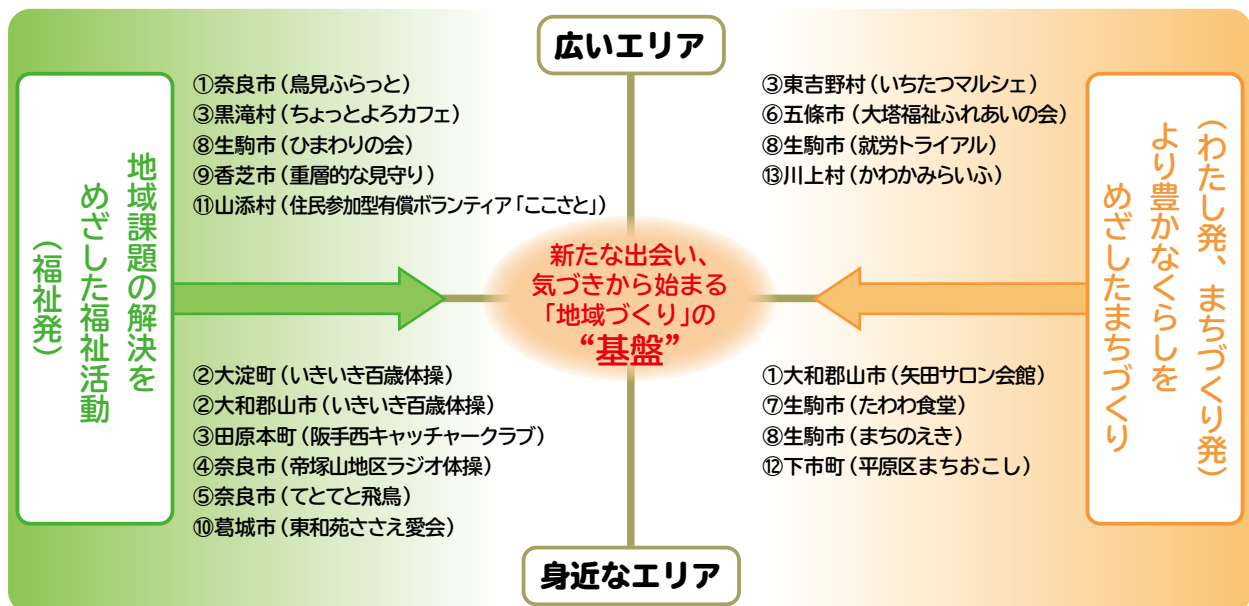 広いエリア
地域課題の解決を
めざした福祉活動
(福祉発)
①奈良市(鳥見ふらっと)
③黒滝村(ちょっとよろカフェ)
⑧生駒市(ひまわりの会)
⑨香芝市(重層的な見守り)
⑪山添村(住民参加型有償ボランティア「ここさと」)
③東吉野村(いちたつマルシェ)
⑥五條市(大塔福祉ふれあいの会)
⑧生駒市(就労トライアル)
⑬川上村(かわかみらいふ)
(わたし発、まちづくり発)
より豊かなくらしを
めざしたまちづくり
新たな出会い、
気づきから始まる
「地域づくり」の
“基盤”
②大淀町(いきいき百歳体操)
②大和郡山市(いきいき百歳体操)
③田原本町(阪手西キャッチャークラブ)
④奈良市(帝塚山地区ラジオ体操)
⑤奈良市(てとてと飛鳥)
⑩葛城市(東和苑ささえ愛会)
①大和郡山市(矢田サロン会館)
⑦生駒市(たわわ食堂)
⑧生駒市(まちのえき)
⑫下市町(平原区まちおこし)
身近なエリア